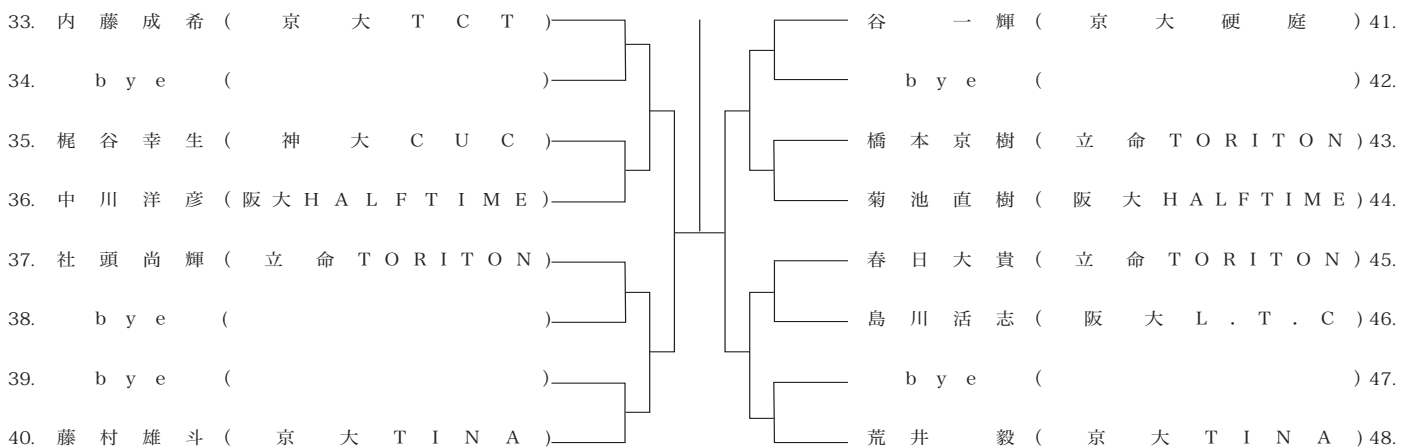 33. 内藤成希(京大TCT)
34. bye ( )
35. 梶谷幸生(神大CUC)
36. 中川洋彦(阪大HALFTIME)
37. 社頭尚輝(立命TORITON)
38. bye ( )
39. bye ( )
40. 藤村雄斗(京大TINA)
谷 一輝(京大硬庭) 41.
bye ( ) 42.
橋本京樹(立命TORITON) 43.
菊池直樹(阪大HALFTIME) 44.
春日大貴(立命TORITON) 45.
島川活志(阪大L.T.C) 46.
bye ( ) 47.
荒井 毅(京大TINA) 48.